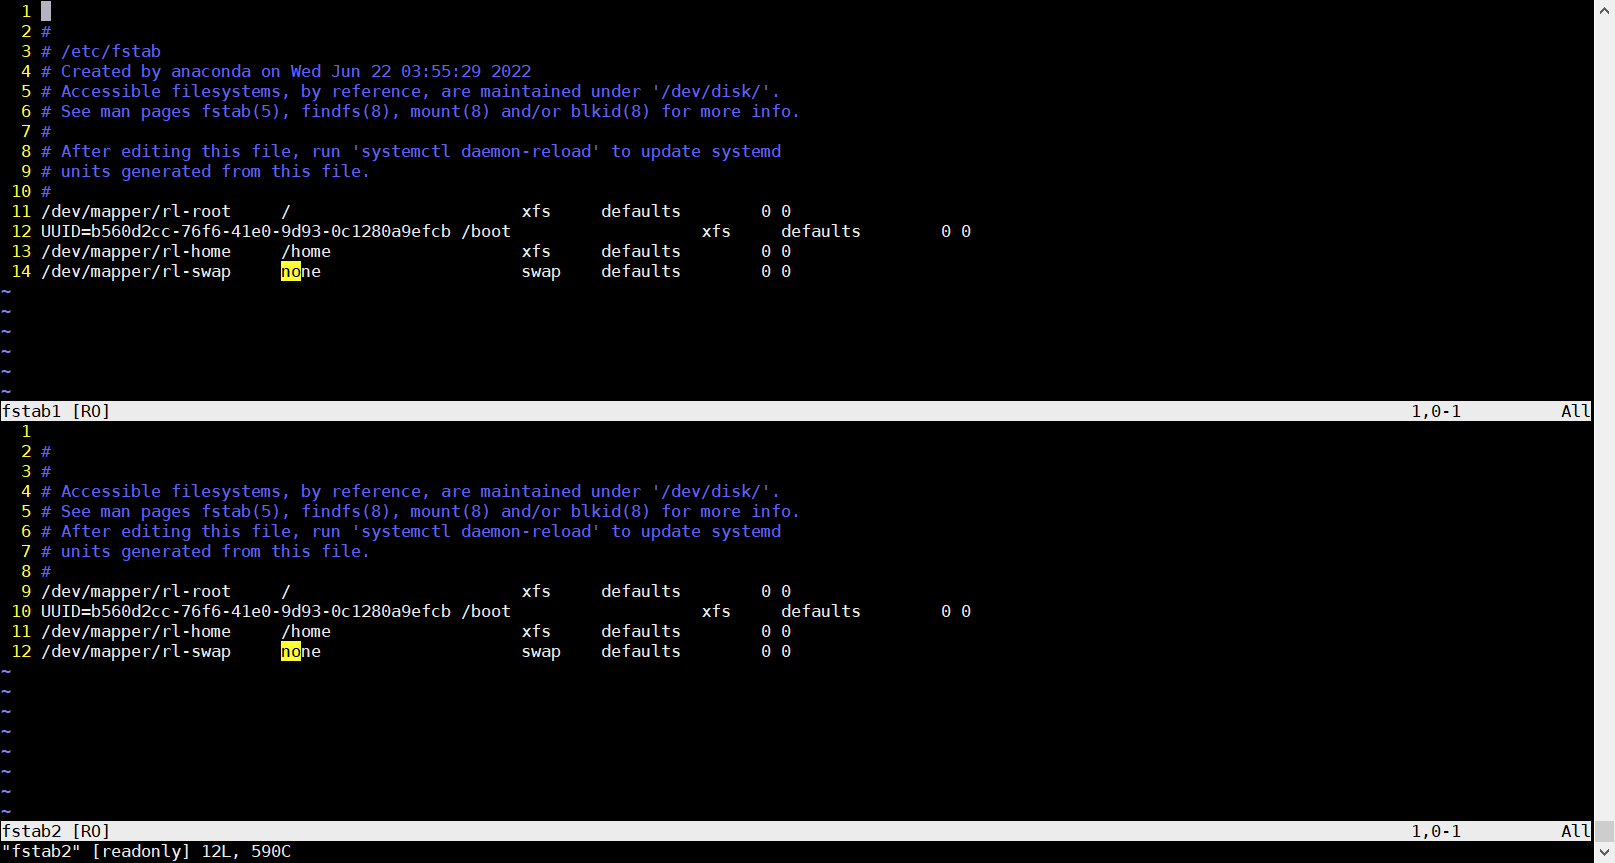 1
2 #
3 # /etc/fstab
4 # Created by anaconda on Wed Jun 22 03:55:29 2022
5 # Accessible filesystems, by reference, are maintained under '/dev/disk/'.
6 # See man pages fstab(5), findfs(8), mount(8) and/or blkid(8) for more info.
7 #
8 # After editing this file, run 'systemctl daemon-reload' to update systemd
9 # units generated from this file.
10 #
11 /dev/mapper/rl-root     /                       xfs     defaults        0 0
12 UUID=b560d2cc-76f6-41e0-9d93-0c1280a9efcb /boot                   xfs     defaults        0 0
13 /dev/mapper/rl-home     /home                   xfs     defaults        0 0
14 /dev/mapper/rl-swap     none                    swap    defaults        0 0
~
~
~
~
~
~
fstab1 [RO] 1,0-1 All
1
2 #
3 #
4 # Accessible filesystems, by reference, are maintained under '/dev/disk/'.
5 # See man pages fstab(5), findfs(8), mount(8) and/or blkid(8) for more info.
6 # After editing this file, run 'systemctl daemon-reload' to update systemd
7 # units generated from this file.
8 #
9 /dev/mapper/rl-root     /                       xfs     defaults        0 0
10 UUID=b560d2cc-76f6-41e0-9d93-0c1280a9efcb /boot                   xfs     defaults        0 0
11 /dev/mapper/rl-home     /home                   xfs     defaults        0 0
12 /dev/mapper/rl-swap     none                    swap    defaults        0 0
~
~
~
~
~
~
~
~
fstab2 [RO] 1,0-1 All
"fstab2" [readonly] 12L, 590C